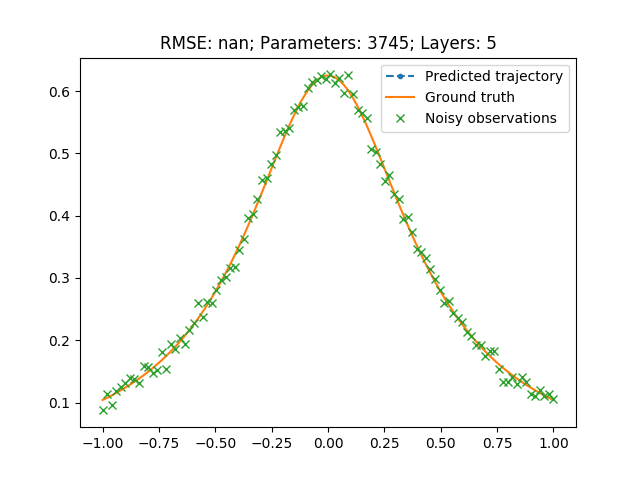 RMSE: nan; Parameters: 3745; Layers: 5
Predicted trajectory
Ground truth
Noisy observations
0.6
0.5
0.4
0.3
0.2
0.1
−1.00 −0.75 −0.50 −0.25 0.00 0.25 0.50 0.75 1.00